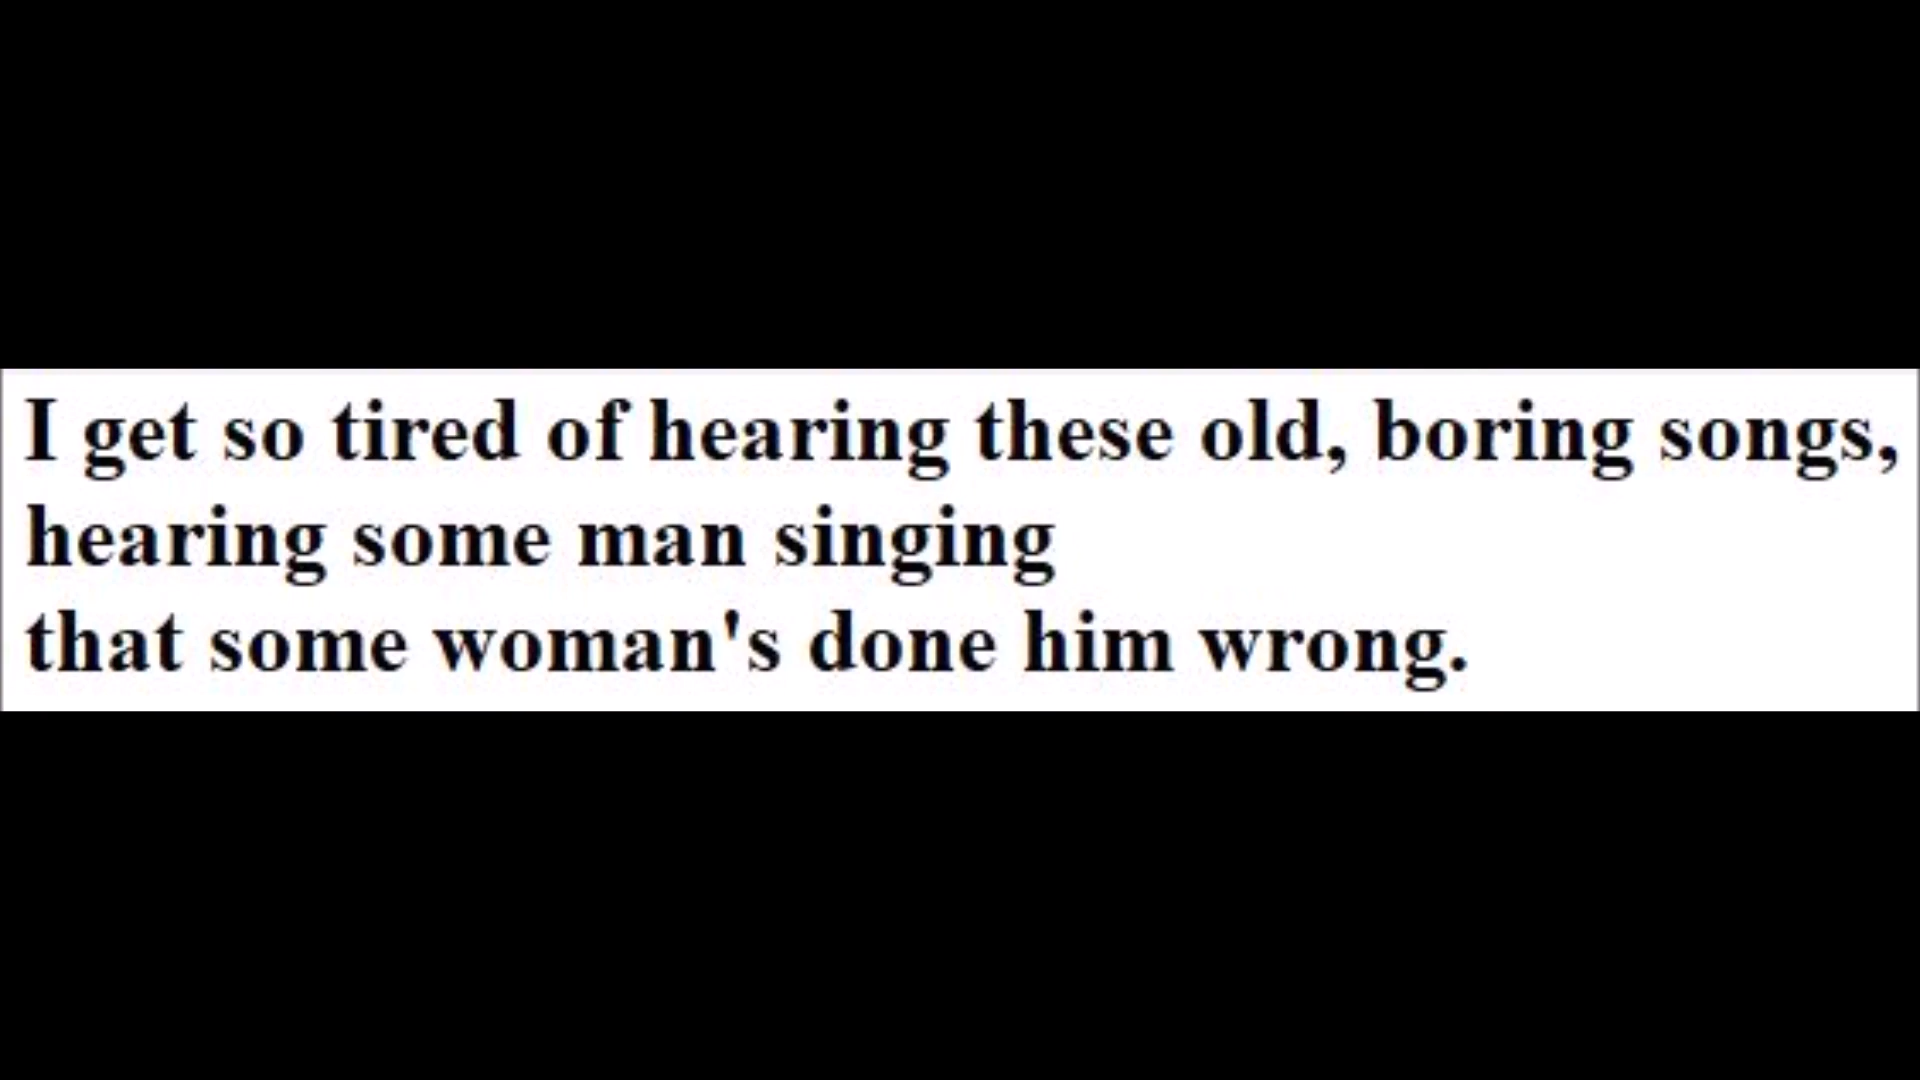 I get so tired of hearing these old, boring songs,
hearing some man singing
that some woman's done him wrong.